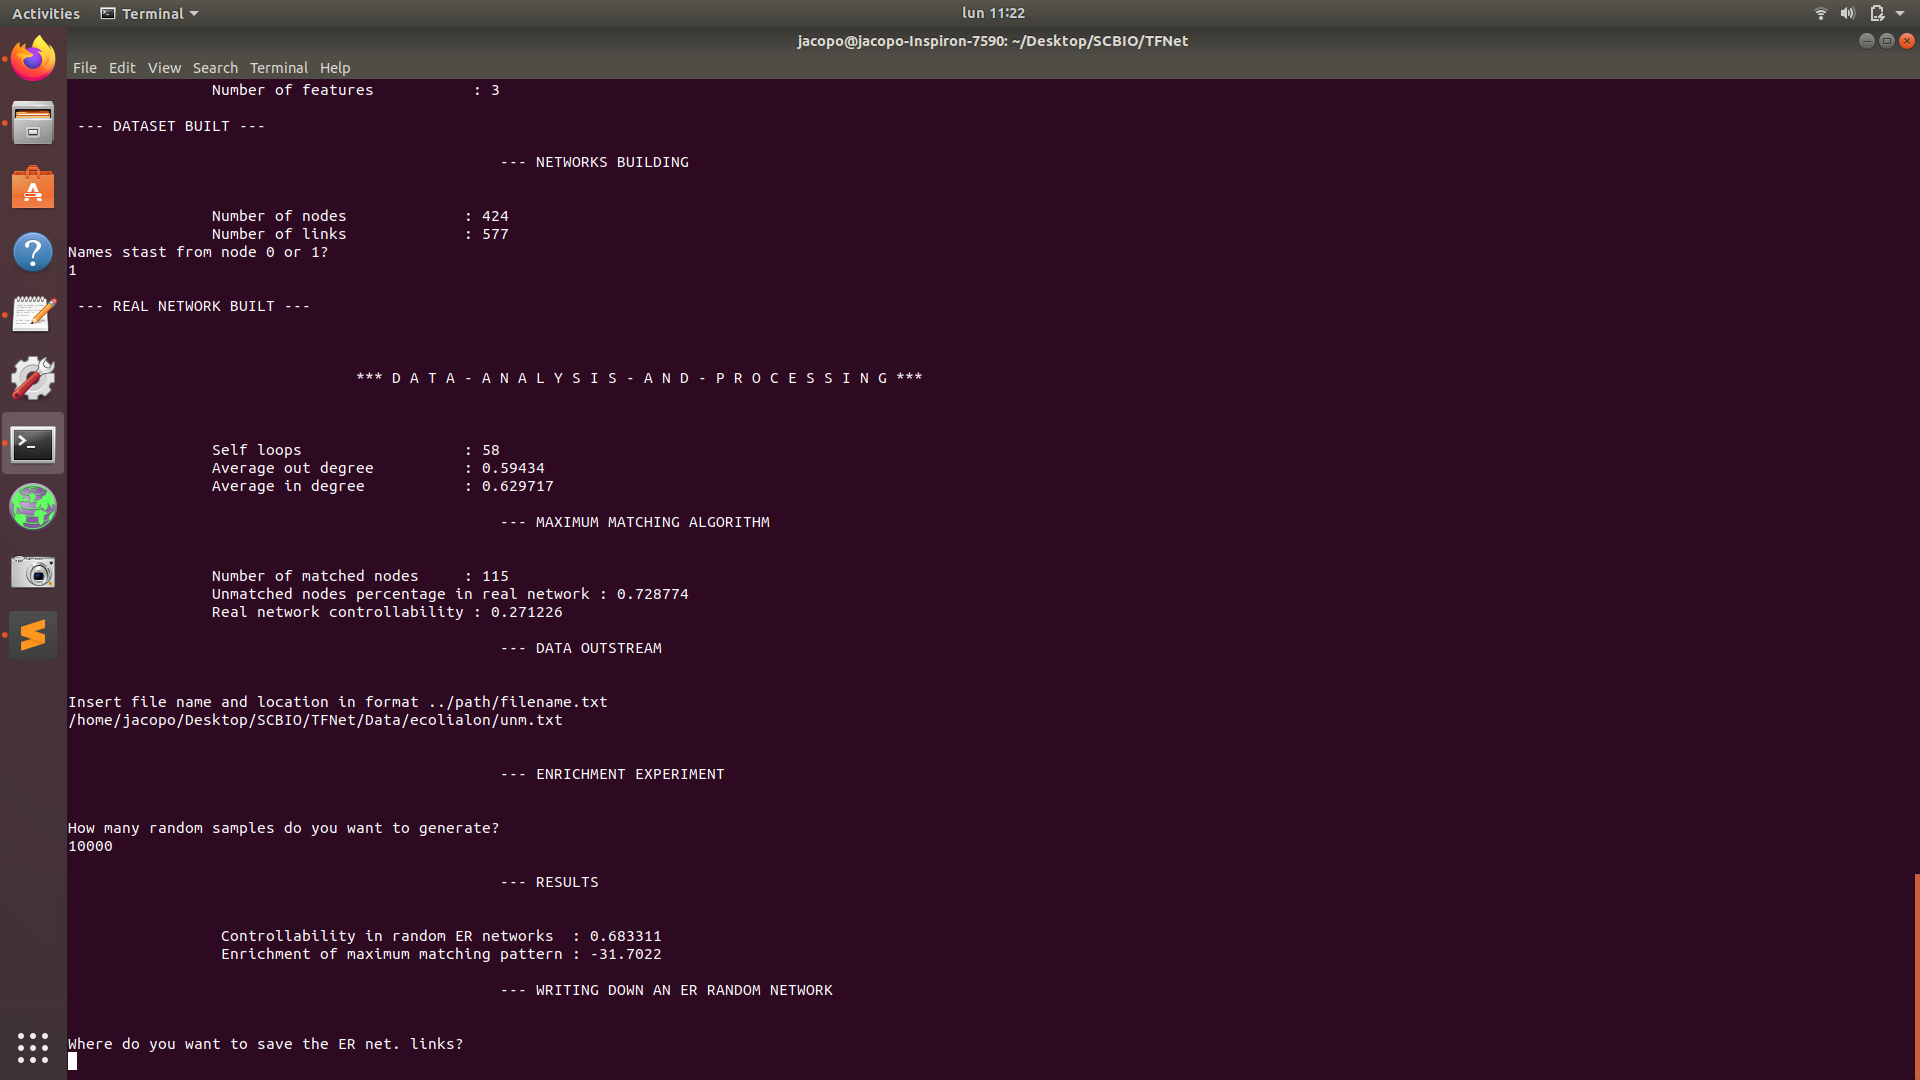 Activities Terminal lun 11:22
jacopo@jacopo-Inspiron-7590: ~/Desktop/SCBIO/TFNet
File Edit View Search Terminal Help
Number of features : 3
--- DATASET BUILT ---
--- NETWORKS BUILDING
Number of nodes : 424
Number of links : 577
Names stast from node 0 or 1?
1
--- REAL NETWORK BUILT ---
*** D A T A - A N A L Y S I S - A N D - P R O C E S S I N G ***
Self loops : 58
Average out degree : 0.59434
Average in degree : 0.629717
--- MAXIMUM MATCHING ALGORITHM
Number of matched nodes : 115
Unmatched nodes percentage in real network : 0.728774
Real network controllability : 0.271226
--- DATA OUTSTREAM
Insert file name and location in format ../path/filename.txt
/home/jacopo/Desktop/SCBIO/TFNet/Data/ecolialon/unm.txt
--- ENRICHMENT EXPERIMENT
How many random samples do you want to generate?
10000
--- RESULTS
Controllability in random ER networks : 0.683311
Enrichment of maximum matching pattern : -31.7022
--- WRITING DOWN AN ER RANDOM NETWORK
Where do you want to save the ER net. links?